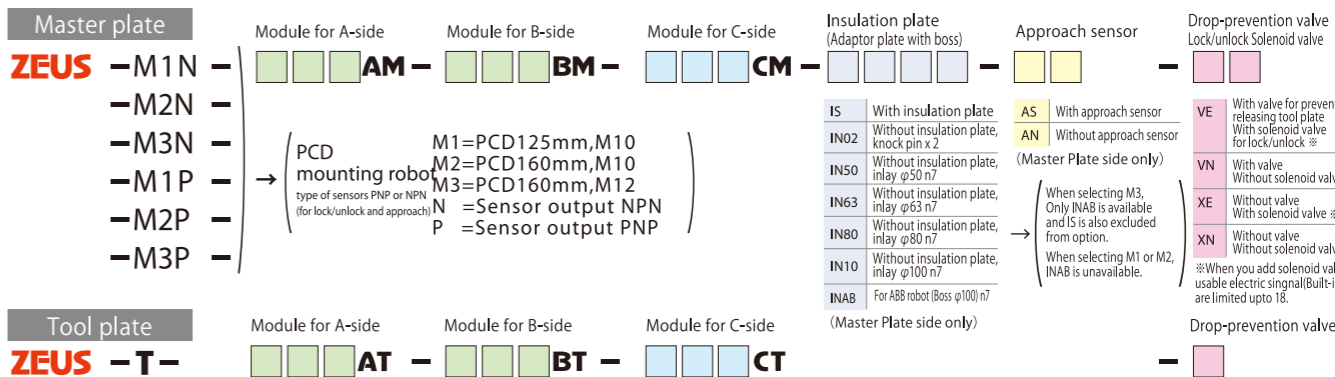 Master plate
Module for A-side
Module for B-side
Module for C-side
Insulation plate
(Adaptor plate with boss)
Approach sensor
Drop-prevention valve
Lock/unlock Solenoid valve
ZEUS -M1N - AM - BM - CM - -
-M2N -
-M3N -
-M1P -
-M2P -
-M3P -
→
PCD
mounting robot
type of sensors PNP or NPN
(for lock/unlock and approach)
M1=PCD125mm,M10
M2=PCD160mm,M10
M3=PCD160mm,M12
N =Sensor output NPN
P =Sensor output PNP
IS With insulation plate
IN02 Without insulation plate,
knock pin x 2
IN50 Without insulation plate,
inlay φ50 n7
IN63 Without insulation plate,
inlay φ63 n7
IN80 Without insulation plate,
inlay φ80 n7
IN10 Without insulation plate,
inlay φ100 n7
INAB For ABB robot (Boss φ100) n7
(Master Plate side only)
AS With approach sensor
AN Without approach sensor
(Master Plate side only)
→
When selecting M3,
Only INAB is available
and IS is also excluded
from option.
When selecting M1 or M2,
INAB is unavailable.
VE With valve for
releasing tool plate
With solenoid valve
for lock/unlock ※
VN With valve
Without solenoid
XE Without valve
With solenoid valve
XN Without valve
Without solenoid
※When you add solenoid
usable electric singnal
are limited upto 18.
Tool plate
Module for A-side
Module for B-side
Module for C-side
Drop-prevention valve
ZEUS -T- AT - BT - CT -